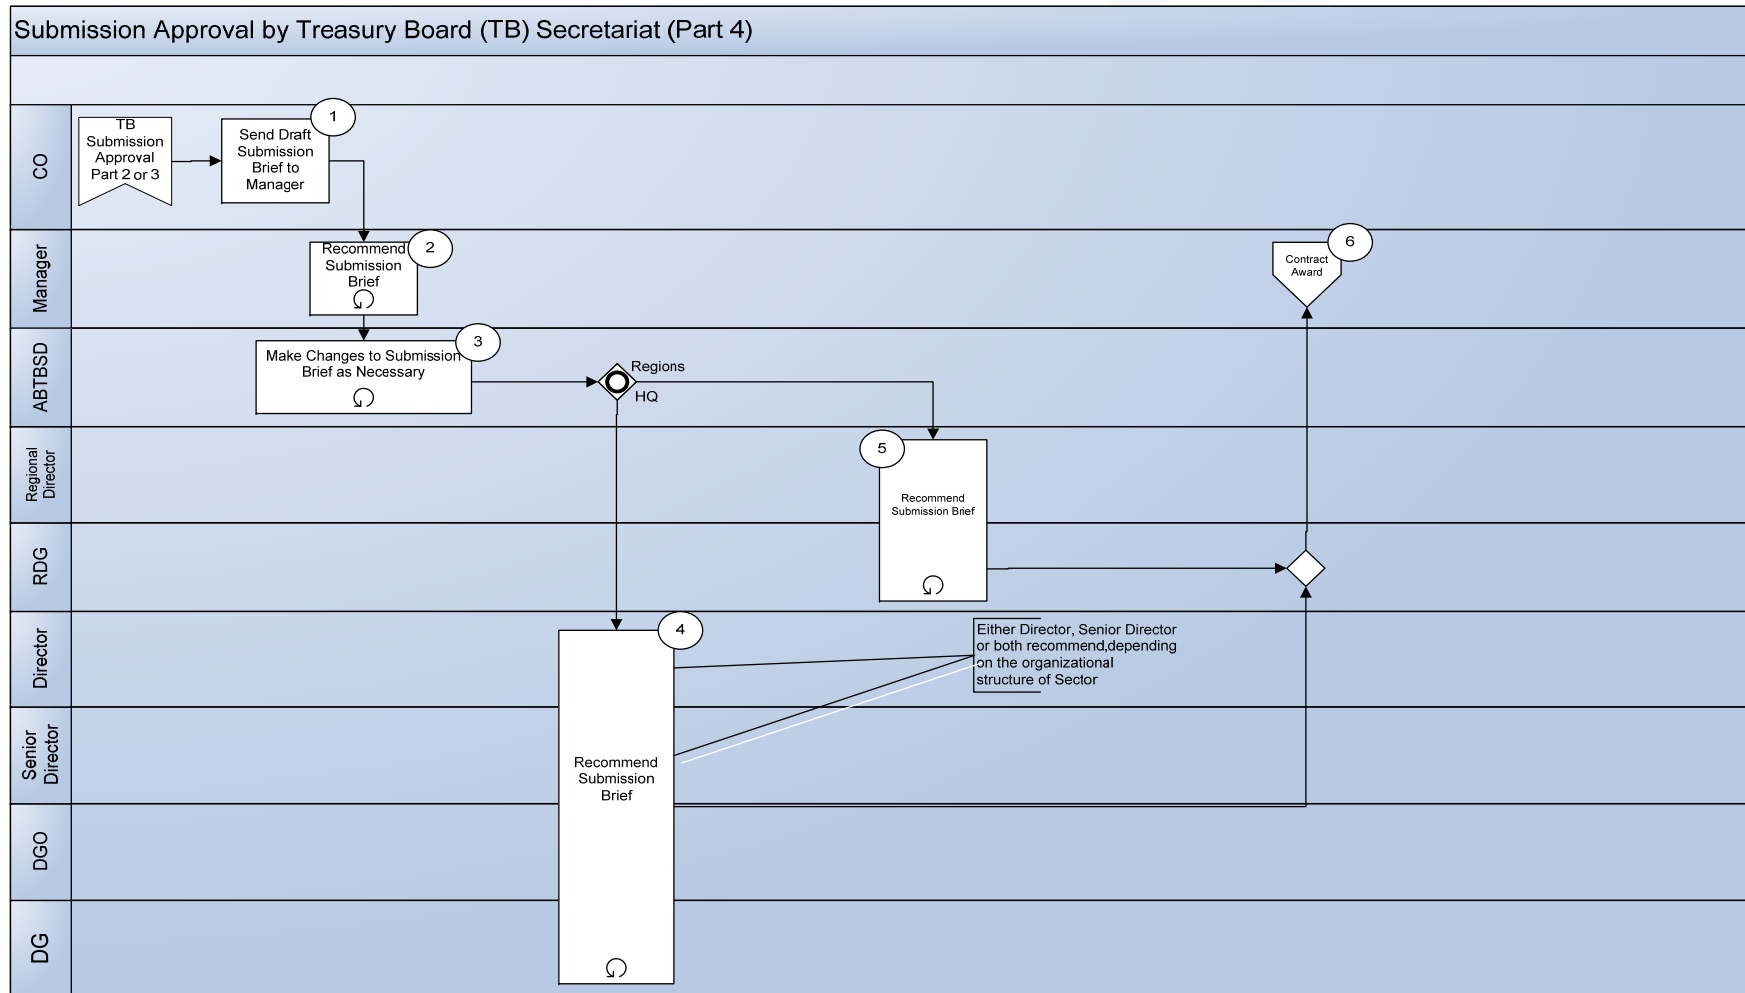 Submission Approval by Treasury Board (TB) Secretariat (Part 4)
CO
TB
Submission
Approval
Part 2 or 3
1
Send Draft
Submission
Brief to
Manager
Manager
2
Recommend
Submission
Brief
6
Contract
Award
ABTBSD
3
Make Changes to Submission
Brief as Necessary
Regions
HQ
Regional
Director
5
Recommend
Submission Brief
RDG
Director
4
Either Director, Senior Director
or both recommend,depending
on the organizational
structure of Sector
Senior
Director
Recommend
Submission
Brief
DGO
DG